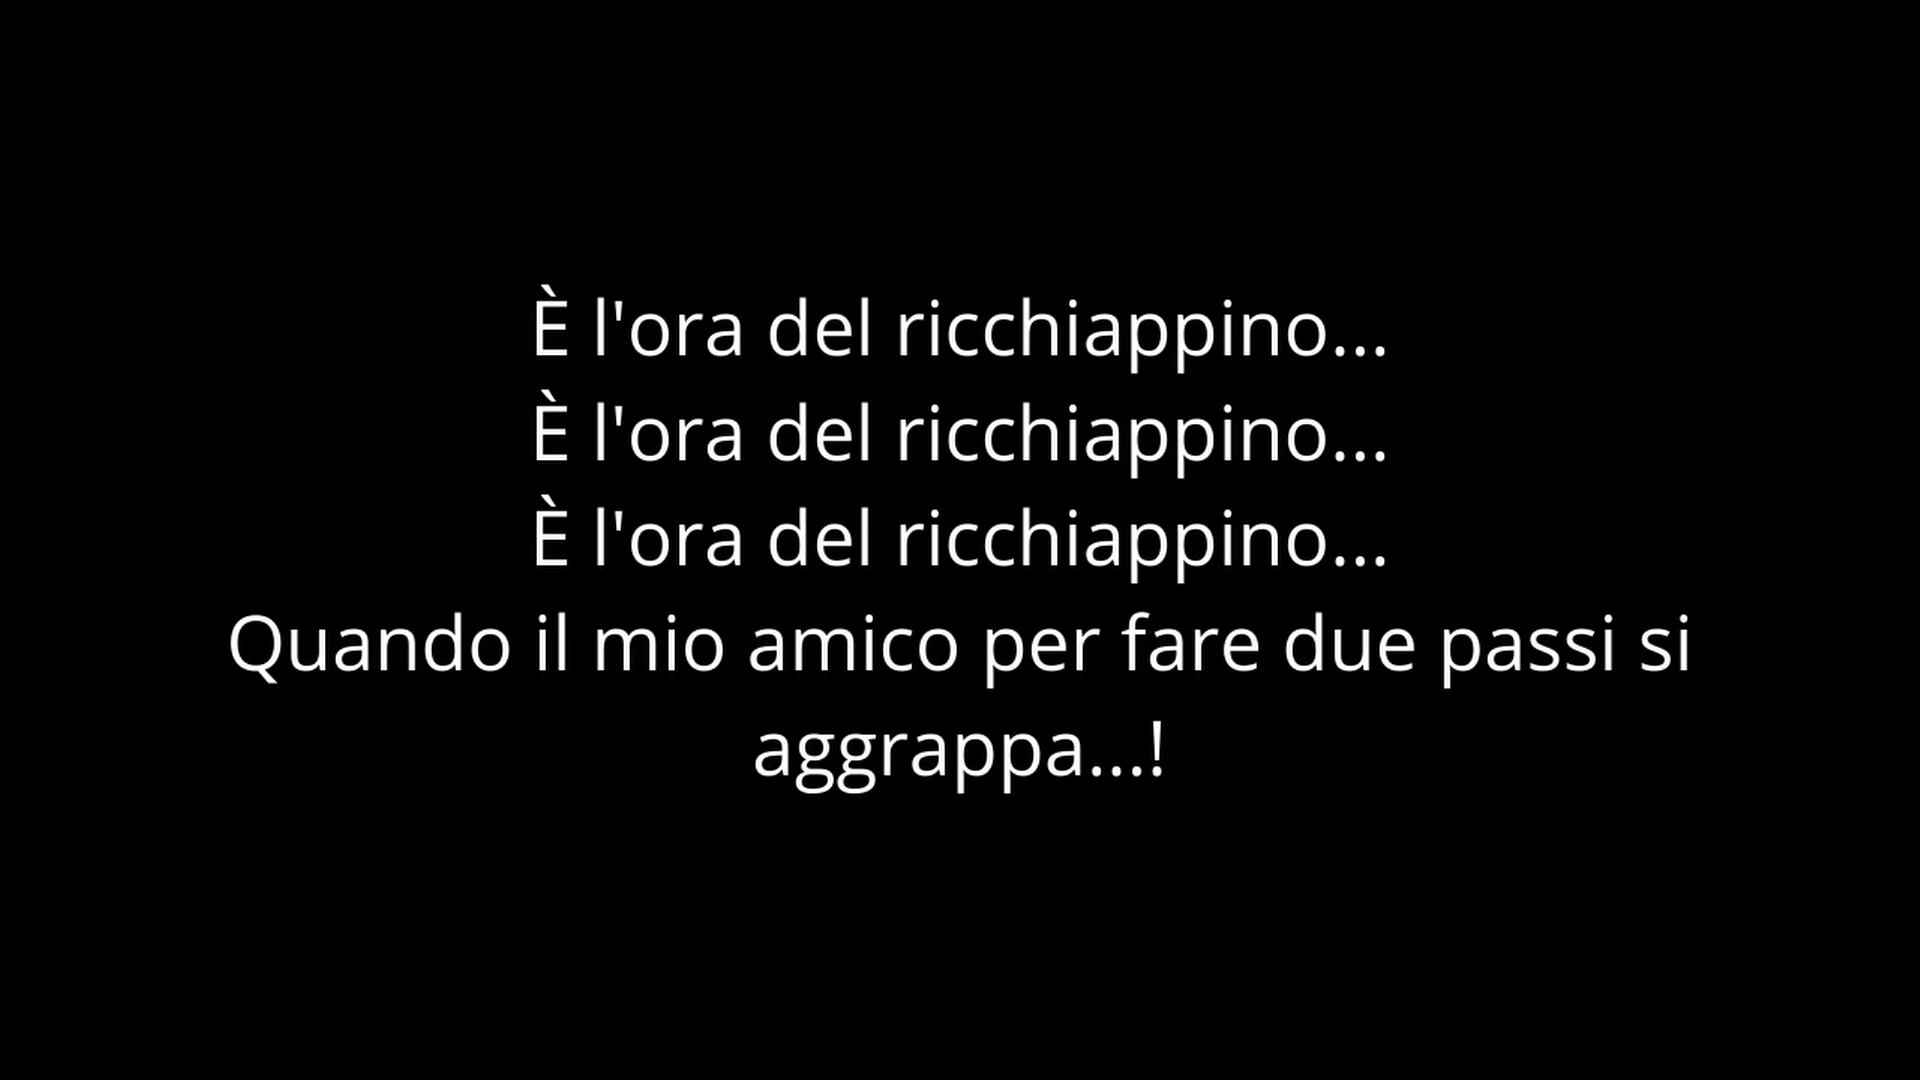 È l'ora del ricchiappino...
È l'ora del ricchiappino...
È l'ora del ricchiappino...
Quando il mio amico per fare due passi si
aggrappa...!